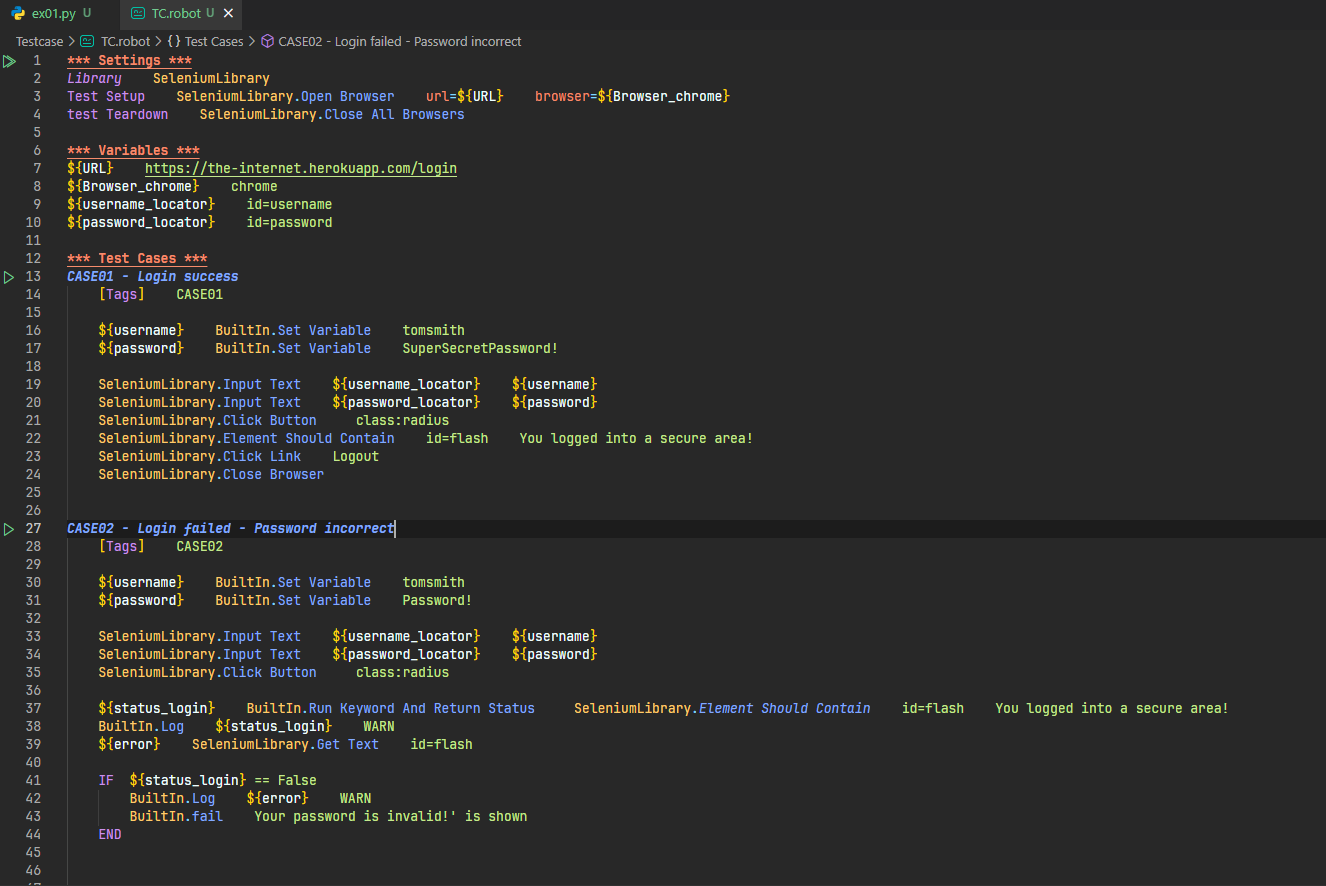 ex01.py U
TC.robot U
Testcase > TC.robot > {} Test Cases > CASE02 - Login failed - Password incorrect
1 *** Settings ***
2 Library    SeleniumLibrary
3 Test Setup    SeleniumLibrary.Open Browser    url=${URL}    browser=${Browser_chrome}
4 test Teardown    SeleniumLibrary.Close All Browsers
5
6 *** Variables ***
7 ${URL}    https://the-internet.herokuapp.com/login
8 ${Browser_chrome}    chrome
9 ${username_locator}    id=username
10 ${password_locator}    id=password
11
12 *** Test Cases ***
13 CASE01 - Login success
14     [Tags]    CASE01
15
16     ${username}    BuiltIn.Set Variable    tomsmith
17     ${password}    BuiltIn.Set Variable    SuperSecretPassword!
18
19     SeleniumLibrary.Input Text    ${username_locator}    ${username}
20     SeleniumLibrary.Input Text    ${password_locator}    ${password}
21     SeleniumLibrary.Click Button     class:radius
22     SeleniumLibrary.Element Should Contain    id=flash    You logged into a secure area!
23     SeleniumLibrary.Click Link    Logout
24     SeleniumLibrary.Close Browser
25
26
27 CASE02 - Login failed - Password incorrect
28     [Tags]    CASE02
29
30     ${username}    BuiltIn.Set Variable    tomsmith
31     ${password}    BuiltIn.Set Variable    Password!
32
33     SeleniumLibrary.Input Text    ${username_locator}    ${username}
34     SeleniumLibrary.Input Text    ${password_locator}    ${password}
35     SeleniumLibrary.Click Button     class:radius
36
37     ${status_login}    BuiltIn.Run Keyword And Return Status     SeleniumLibrary.Element Should Contain    id=flash    You logged into a secure area!
38     BuiltIn.Log    ${status_login}    WARN
39     ${error}    SeleniumLibrary.Get Text    id=flash
40
41     IF  ${status_login} == False
42         BuiltIn.Log    ${error}    WARN
43         BuiltIn.fail    Your password is invalid!' is shown
44     END
45
46